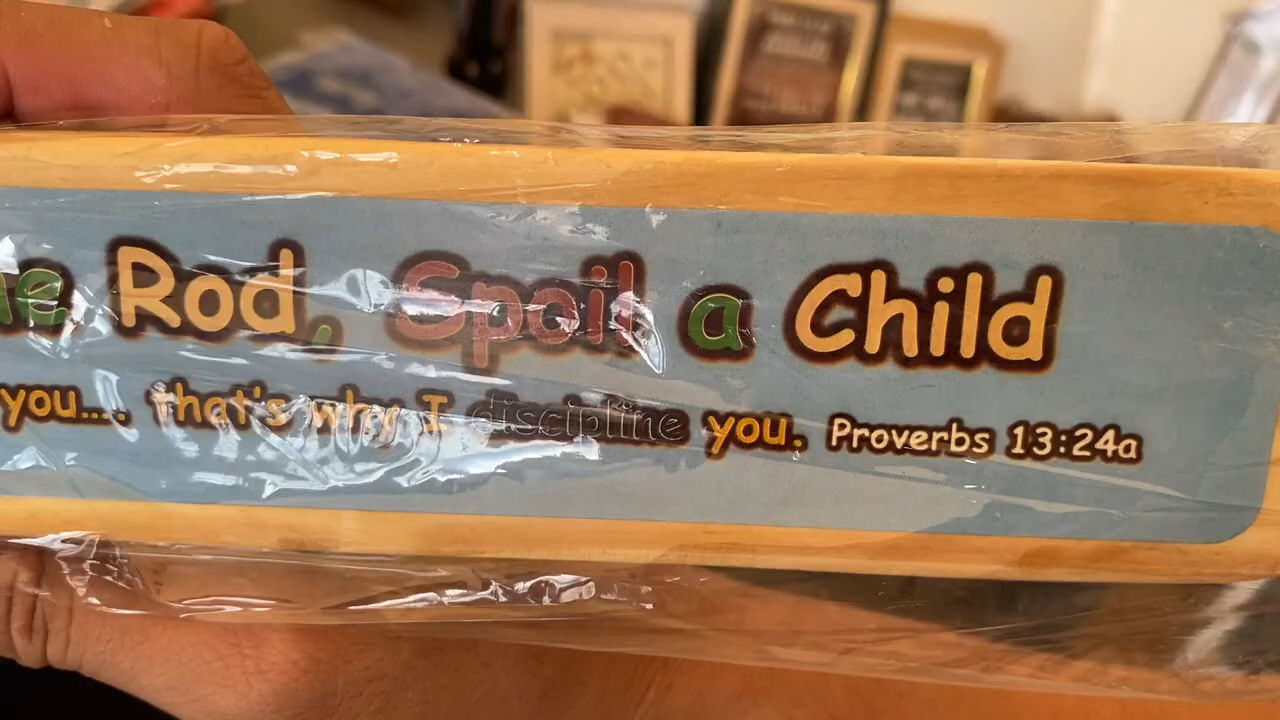 Rod, Spoil a Child
you.... that's why I discipline you. Proverbs 13:24a